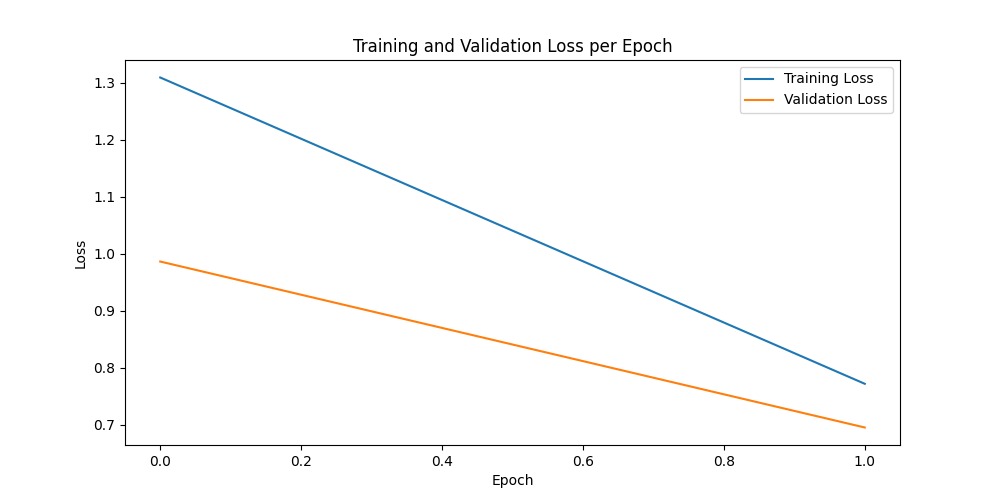 Training and Validation Loss per Epoch
Training Loss
Validation Loss
Loss
1.3
1.2
1.1
1.0
0.9
0.8
0.7
0.0 0.2 0.4 0.6 0.8 1.0
Epoch